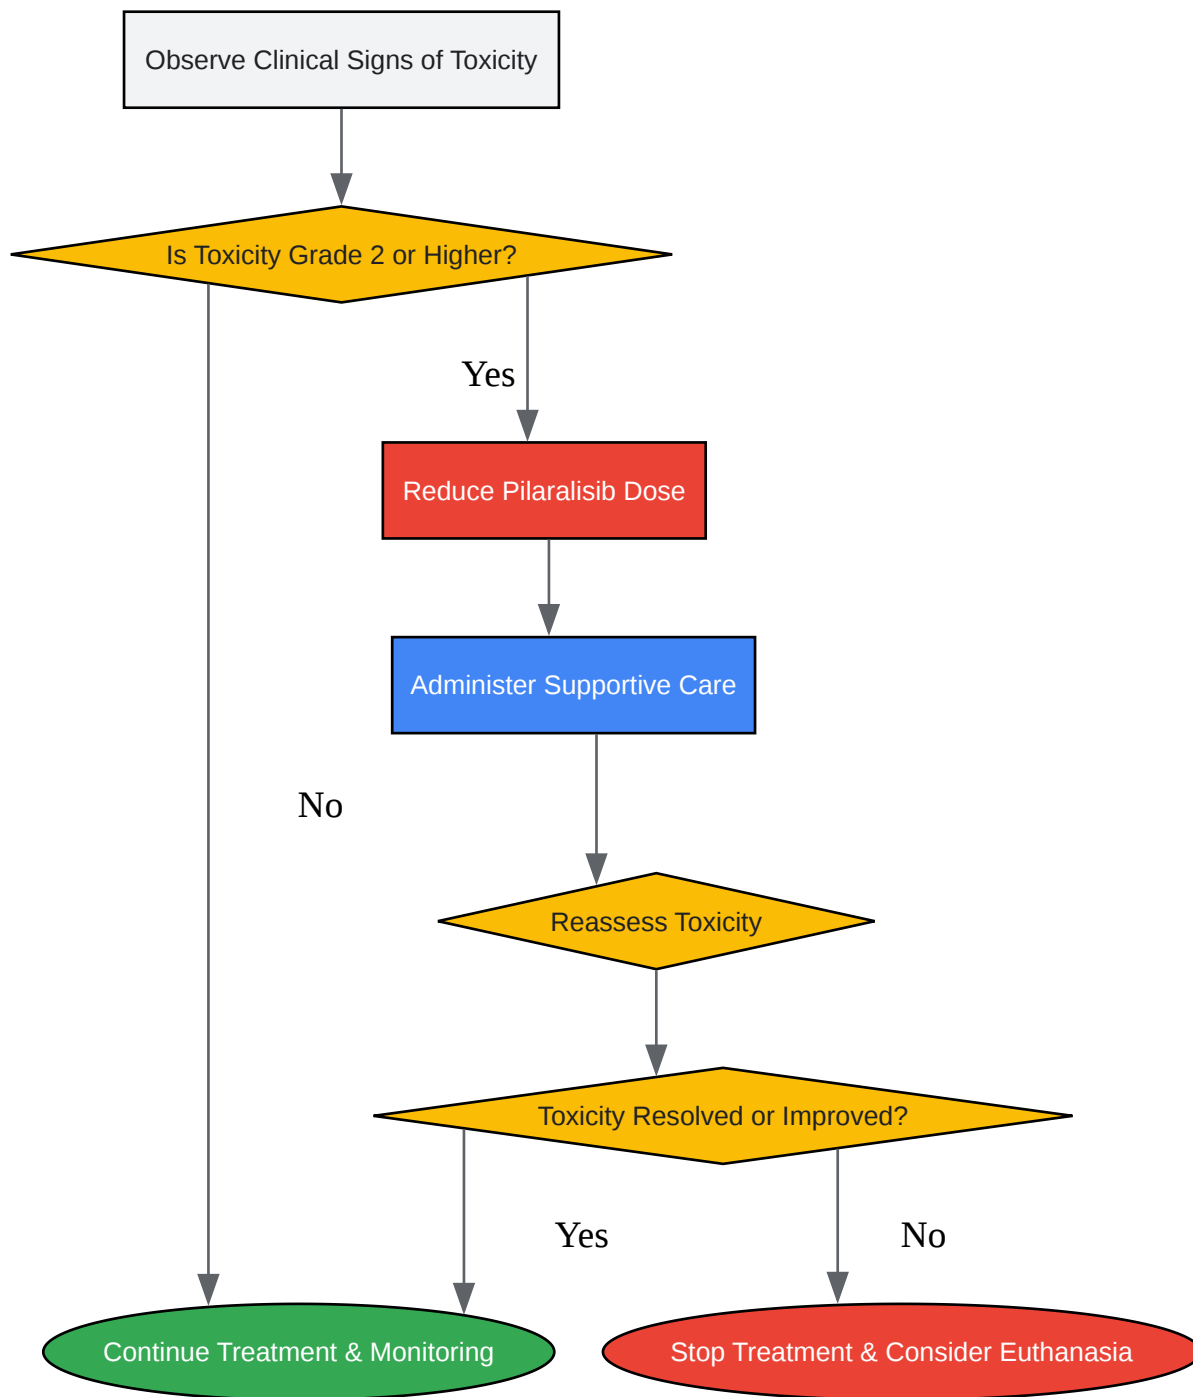 Observe Clinical Signs of Toxicity
Is Toxicity Grade 2 or Higher?
Yes
Reduce Pilaralisib Dose
Administer Supportive Care
No
Reassess Toxicity
Toxicity Resolved or Improved?
Yes
No
Continue Treatment & Monitoring
Stop Treatment & Consider Euthanasia